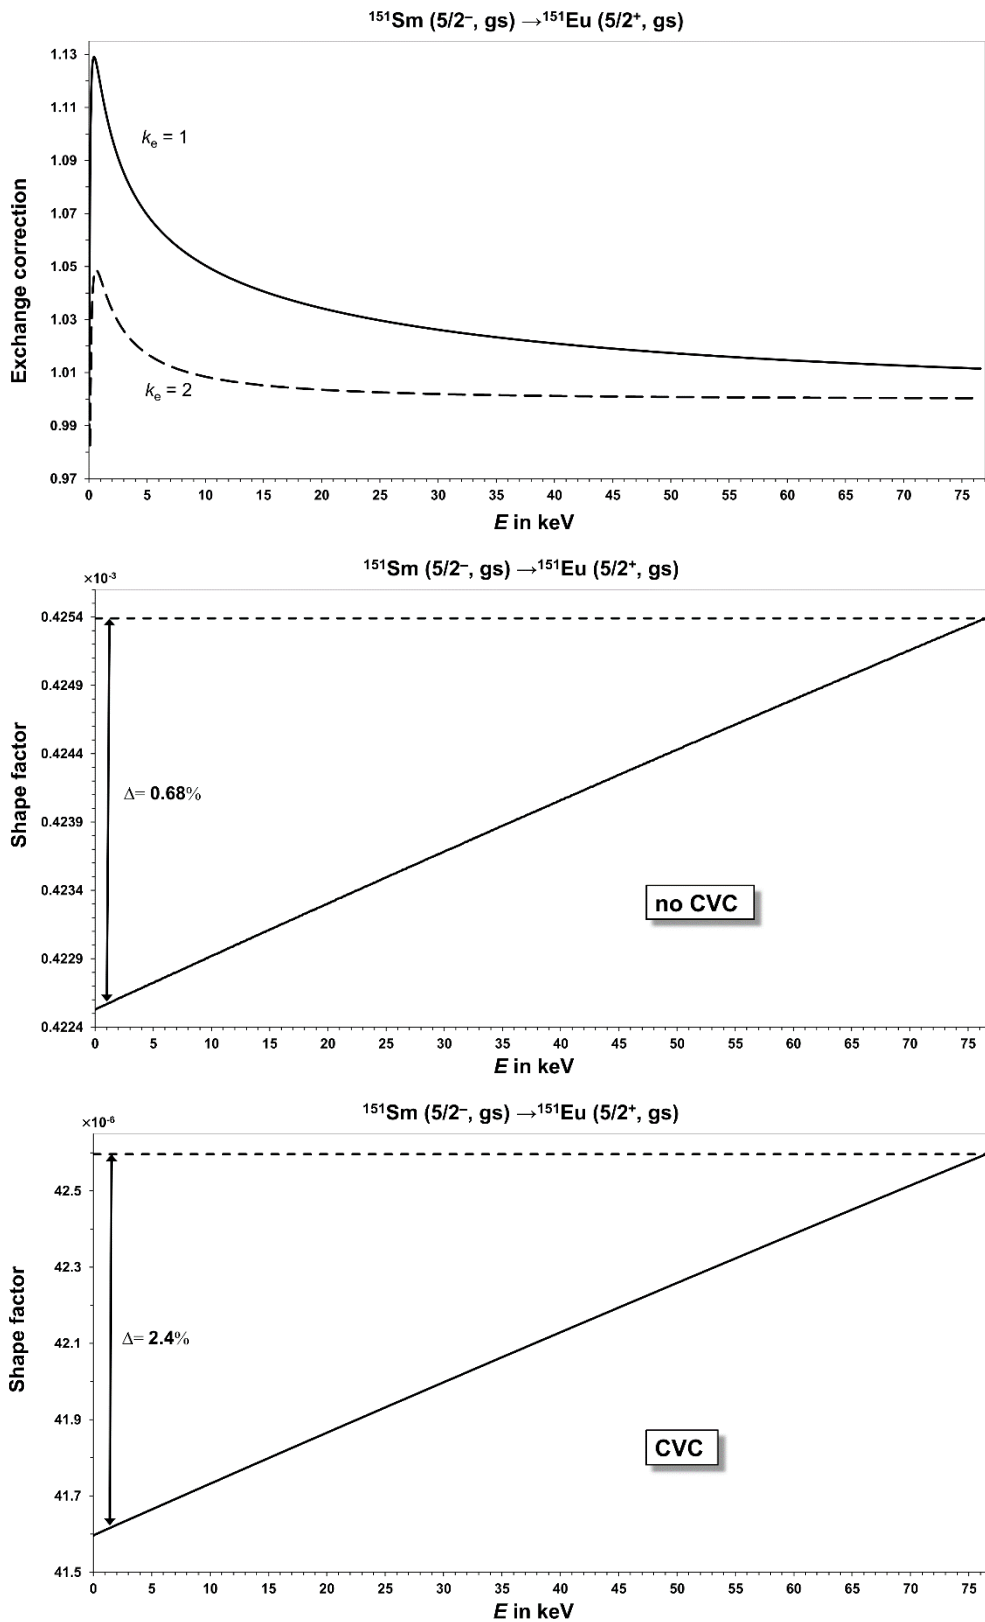 ¹⁵¹Sm (5/2⁻, gs) →¹⁵¹Eu (5/2⁺, gs)
Exchange correction
1.13
1.11
1.09
1.07
1.05
1.03
1.01
0.99
0.97
kₑ = 1
kₑ = 2
0 5 10 15 20 25 30 35 40 45 50 55 60 65 70 75
E in keV
¹⁵¹Sm (5/2⁻, gs) →¹⁵¹Eu (5/2⁺, gs)
×10⁻³
Shape factor
0.4254
0.4249
0.4244
0.4239
0.4234
0.4229
0.4224
Δ= 0.68%
no CVC
0 5 10 15 20 25 30 35 40 45 50 55 60 65 70 75
E in keV
¹⁵¹Sm (5/2⁻, gs) →¹⁵¹Eu (5/2⁺, gs)
×10⁻⁶
Shape factor
42.5
42.3
42.1
41.9
41.7
41.5
Δ= 2.4%
CVC
0 5 10 15 20 25 30 35 40 45 50 55 60 65 70 75
E in keV